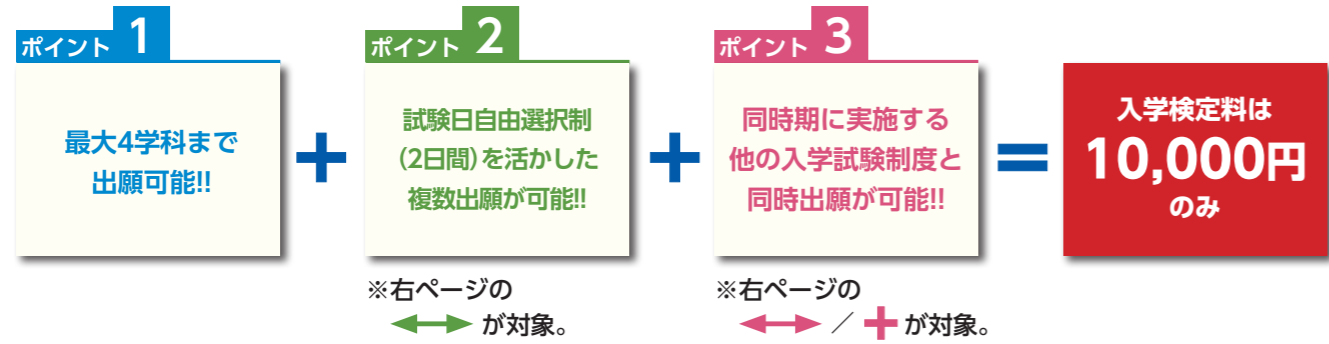 ポイント 1
最大4学科まで
出願可能!!
+
ポイント 2
試験日自由選択制
(2日間)を活かした
複数出願が可能!!
※右ページの
↔ が対象。
+
ポイント 3
同時期に実施する
他の入学試験制度と
同時出願が可能!!
※右ページの
↔ / + が対象。
=
入学検定料は
10,000円
のみ